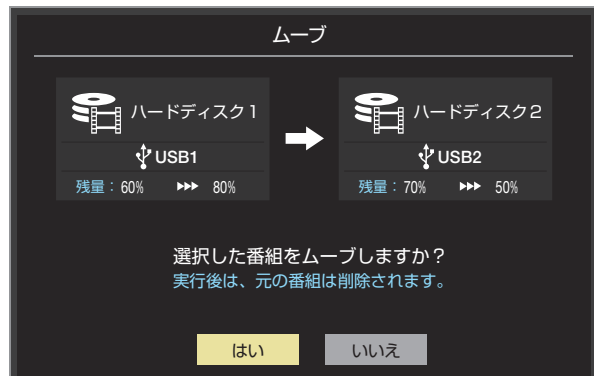 ムーブ
ハードディスク1
USB1
残量：60% ▸▸▸ 80%
ハードディスク2
USB2
残量：70% ▸▸▸ 50%
選択した番組をムーブしますか？
実行後は、元の番組は削除されます。
はい
いいえ